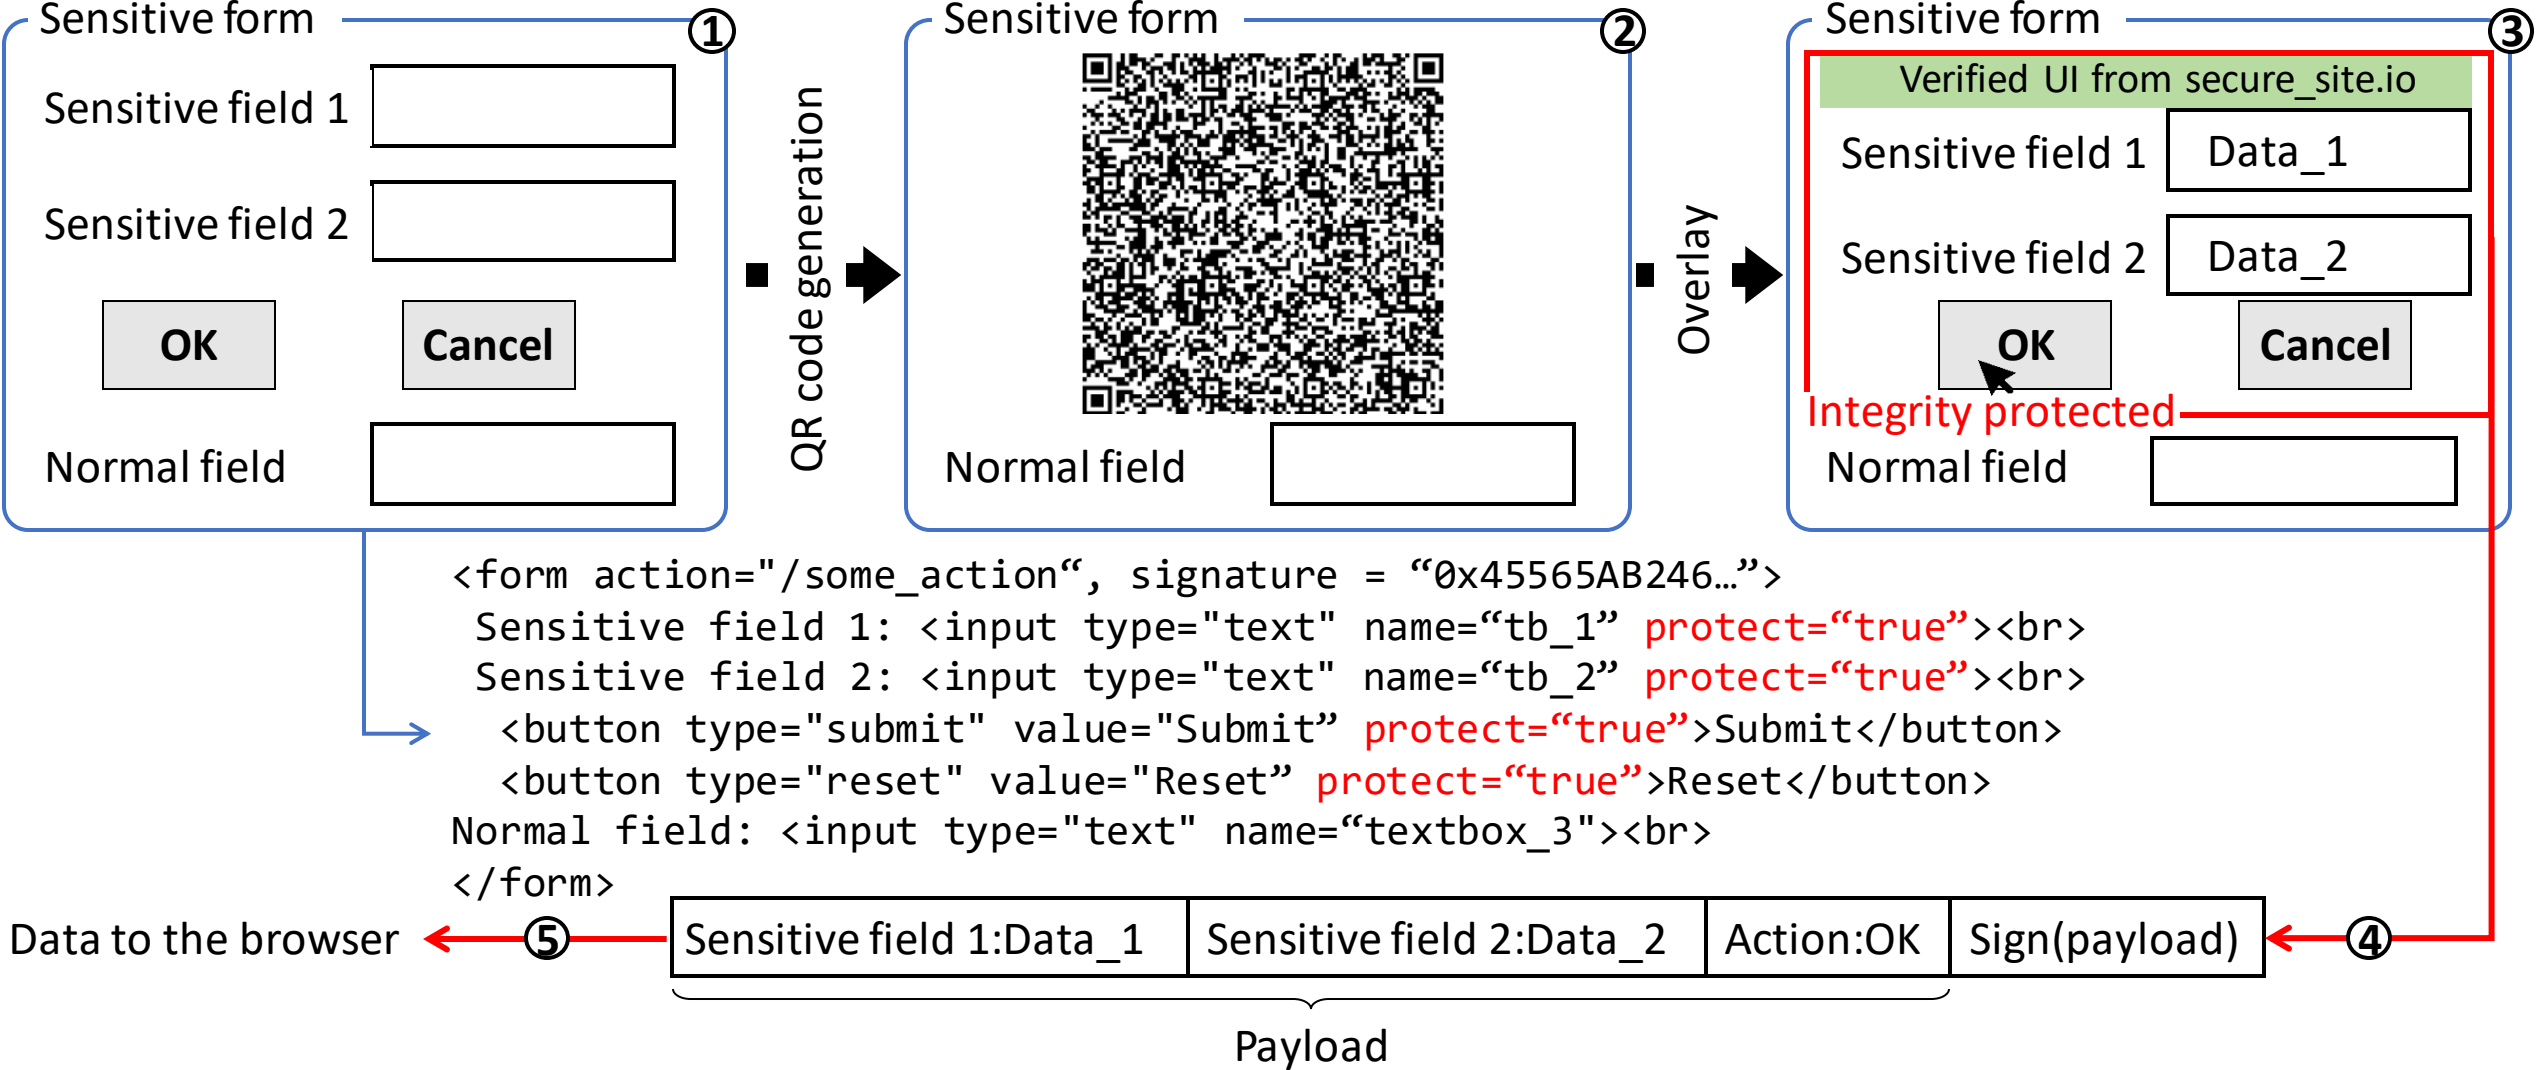 Sensitive form
①
Sensitive field 1
Sensitive field 2
OK
Cancel
Normal field
QR code generation
Sensitive form
②
Normal field
Overlay
Sensitive form
③
Verified UI from secure_site.io
Sensitive field 1
Data_1
Sensitive field 2
Data_2
OK
Cancel
Integrity protected
Normal field
<form action="/some_action“, signature = “0x45565AB246…”>
Sensitive field 1: <input type="text" name=“tb_1” protect=“true”><br>
Sensitive field 2: <input type="text" name=“tb_2” protect=“true”><br>
<button type="submit" value="Submit” protect=“true”>Submit</button>
<button type="reset" value="Reset” protect=“true”>Reset</button>
Normal field: <input type="text" name=“textbox_3"><br>
</form>
Data to the browser
⑤
Sensitive field 1:Data_1
Sensitive field 2:Data_2
Action:OK
Sign(payload)
④
Payload